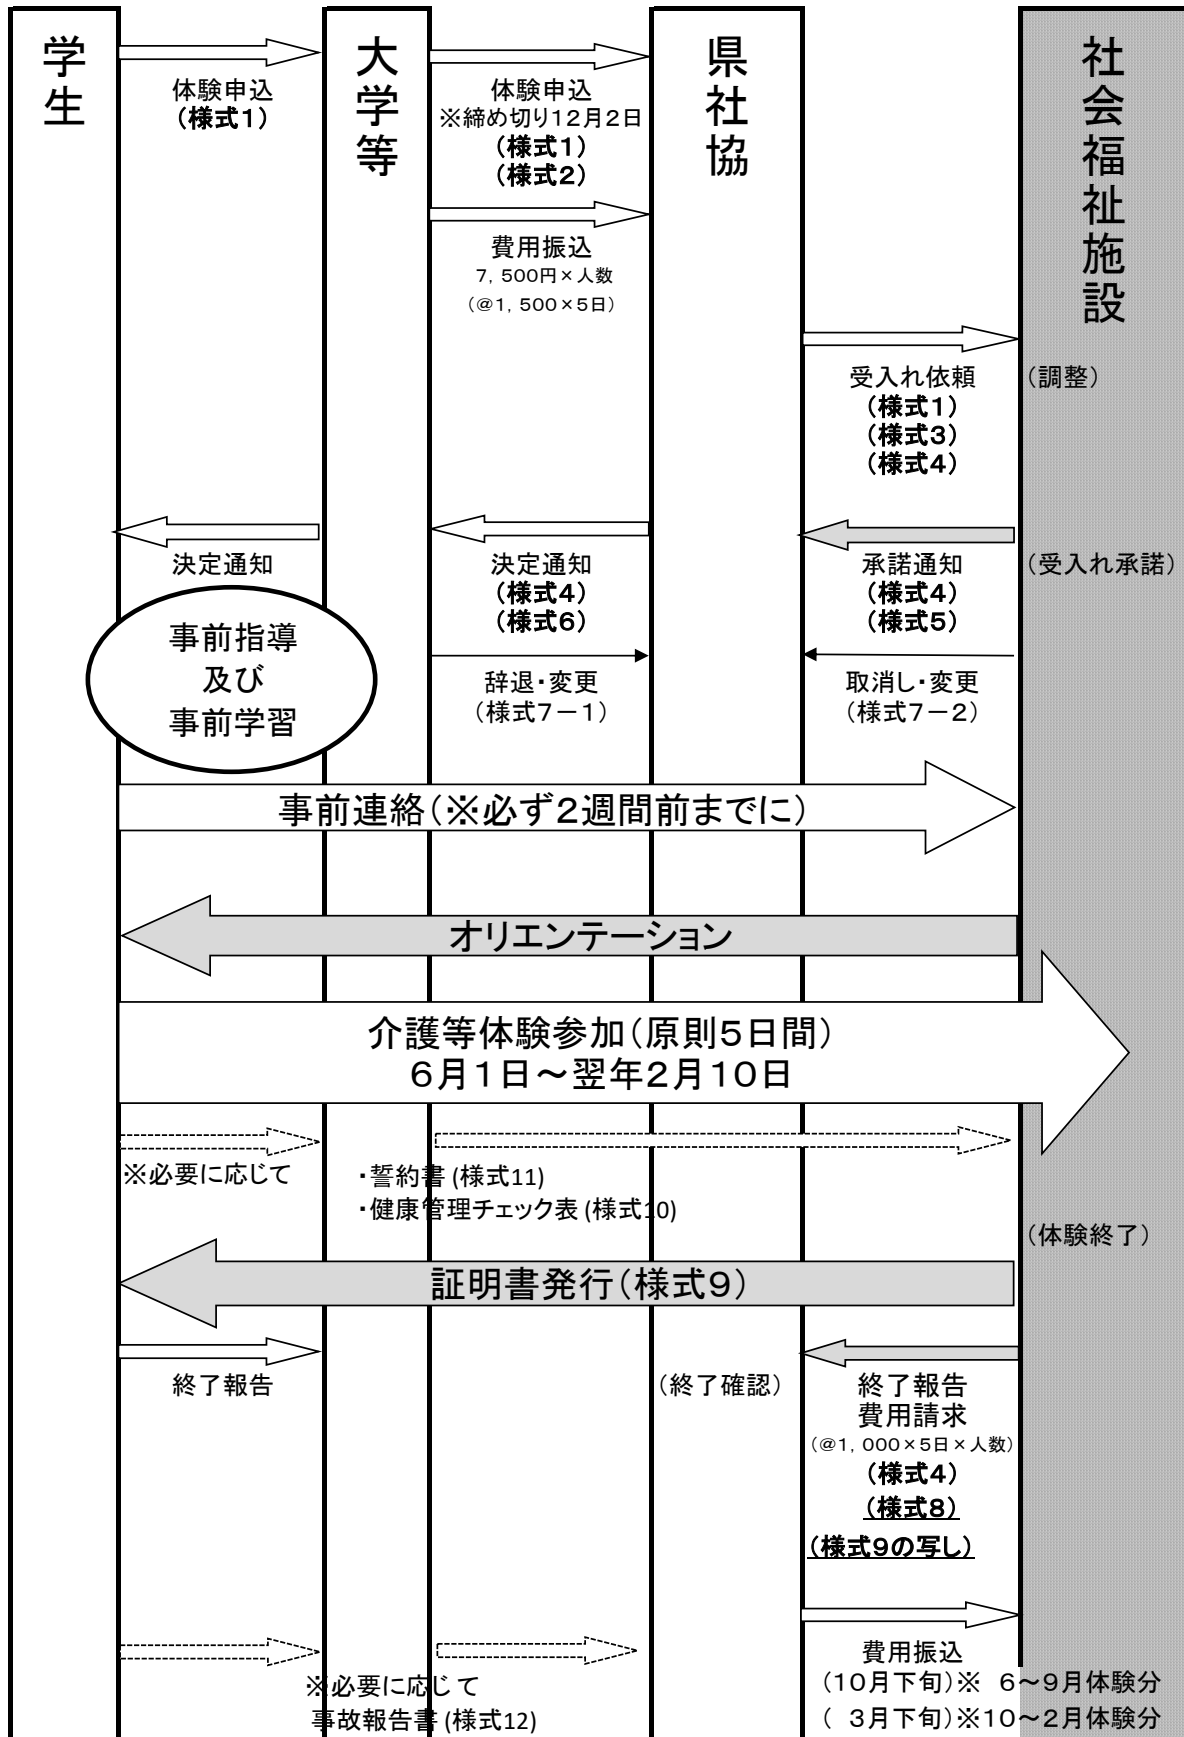 学生
大学等
県社協
社会福祉施設
体験申込
(様式1)
体験申込
※締め切り12月2日
(様式1)
(様式2)
費用振込
7,500円×人数
(@1,500×5日)
受入れ依頼
(様式1)
(様式3)
(様式4)
(調整)
決定通知
決定通知
(様式4)
(様式6)
承諾通知
(様式4)
(様式5)
(受入れ承諾)
事前指導
及び
事前学習
辞退・変更
(様式7-1)
取消し・変更
(様式7-2)
事前連絡(※必ず2週間前までに)
オリエンテーション
介護等体験参加(原則5日間)
6月1日~翌年2月10日
※必要に応じて
・誓約書(様式11)
・健康管理チェック表(様式10)
(体験終了)
証明書発行(様式9)
終了報告
(終了確認)
終了報告
費用請求
(@1,000×5日×人数)
(様式4)
(様式8)
(様式9の写し)
※必要に応じて
事故報告書(様式12)
費用振込
(10月下旬)※ 6~9月体験分
( 3月下旬)※10~2月体験分